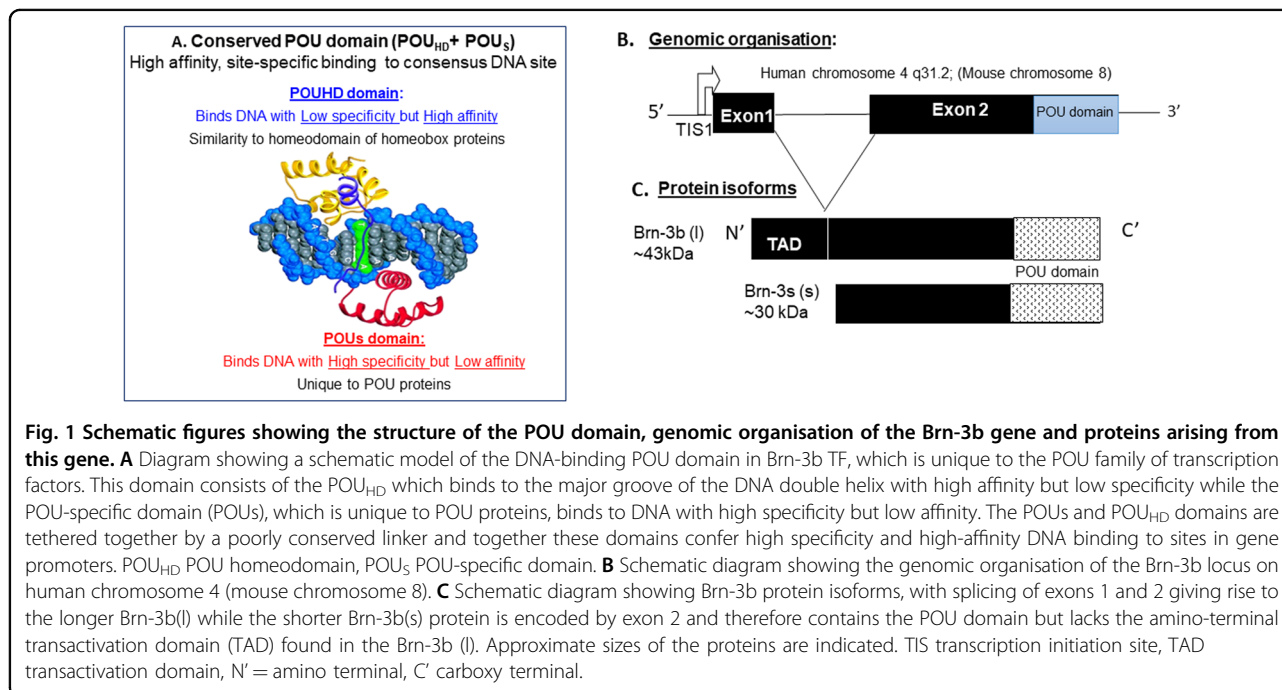 A. Conserved POU domain (POU_HD+ POU_S)
High affinity, site-specific binding to consensus DNA site
POUHD domain:
Binds DNA with Low specificity but High affinity
Similarity to homeodomain of homeobox proteins
POUs domain:
Binds DNA with High specificity but Low affinity
Unique to POU proteins
B. Genomic organisation:
Human chromosome 4 q31.2; (Mouse chromosome 8)
5' TIS1 Exon1 Exon 2 POU domain 3'
C. Protein isoforms
Brn-3b (l) N' TAD C'
~43kDa
POU domain
Brn-3s (s)
~30 kDa
Fig. 1 Schematic figures showing the structure of the POU domain, genomic organisation of the Brn-3b gene and proteins arising from
this gene. A Diagram showing a schematic model of the DNA-binding POU domain in Brn-3b TF, which is unique to the POU family of transcription
factors. This domain consists of the POU_HD which binds to the major groove of the DNA double helix with high affinity but low specificity while the
POU-specific domain (POUs), which is unique to POU proteins, binds to DNA with high specificity but low affinity. The POUs and POU_HD domains are
tethered together by a poorly conserved linker and together these domains confer high specificity and high-affinity DNA binding to sites in gene
promoters. POU_HD POU homeodomain, POU_S POU-specific domain. B Schematic diagram showing the genomic organisation of the Brn-3b locus on
human chromosome 4 (mouse chromosome 8). C Schematic diagram showing Brn-3b protein isoforms, with splicing of exons 1 and 2 giving rise to
the longer Brn-3b(l) while the shorter Brn-3b(s) protein is encoded by exon 2 and therefore contains the POU domain but lacks the amino-terminal
transactivation domain (TAD) found in the Brn-3b (l). Approximate sizes of the proteins are indicated. TIS transcription initiation site, TAD
transactivation domain, N' = amino terminal, C' carboxy terminal.